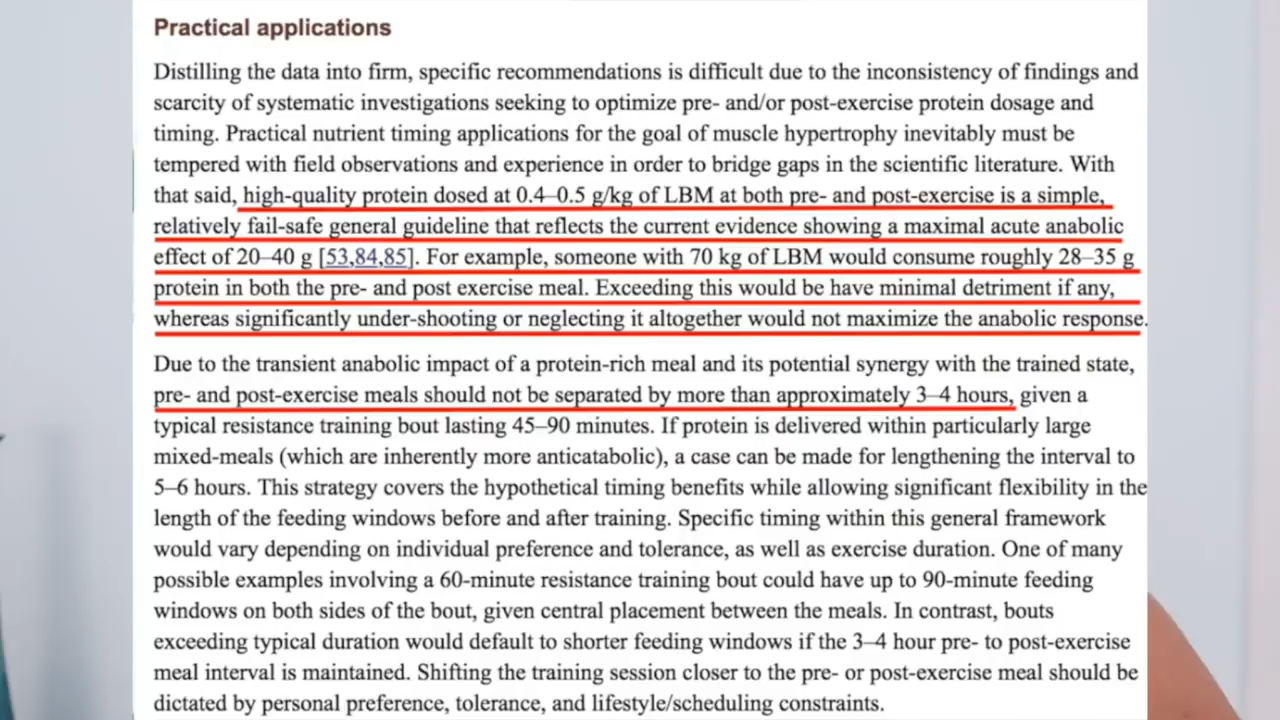 Practical applications
Distilling the data into firm, specific recommendations is difficult due to the inconsistency of findings and
scarcity of systematic investigations seeking to optimize pre- and/or post-exercise protein dosage and
timing. Practical nutrient timing applications for the goal of muscle hypertrophy inevitably must be
tempered with field observations and experience in order to bridge gaps in the scientific literature. With
that said, high-quality protein dosed at 0.4–0.5 g/kg of LBM at both pre- and post-exercise is a simple,
relatively fail-safe general guideline that reflects the current evidence showing a maximal acute anabolic
effect of 20–40 g [53,84,85]. For example, someone with 70 kg of LBM would consume roughly 28–35 g
protein in both the pre- and post exercise meal. Exceeding this would be have minimal detriment if any,
whereas significantly under-shooting or neglecting it altogether would not maximize the anabolic response.
Due to the transient anabolic impact of a protein-rich meal and its potential synergy with the trained state,
pre- and post-exercise meals should not be separated by more than approximately 3–4 hours, given a
typical resistance training bout lasting 45–90 minutes. If protein is delivered within particularly large
mixed-meals (which are inherently more anticatabolic), a case can be made for lengthening the interval to
5–6 hours. This strategy covers the hypothetical timing benefits while allowing significant flexibility in the
length of the feeding windows before and after training. Specific timing within this general framework
would vary depending on individual preference and tolerance, as well as exercise duration. One of many
possible examples involving a 60-minute resistance training bout could have up to 90-minute feeding
windows on both sides of the bout, given central placement between the meals. In contrast, bouts
exceeding typical duration would default to shorter feeding windows if the 3–4 hour pre- to post-exercise
meal interval is maintained. Shifting the training session closer to the pre- or post-exercise meal should be
dictated by personal preference, tolerance, and lifestyle/scheduling constraints.